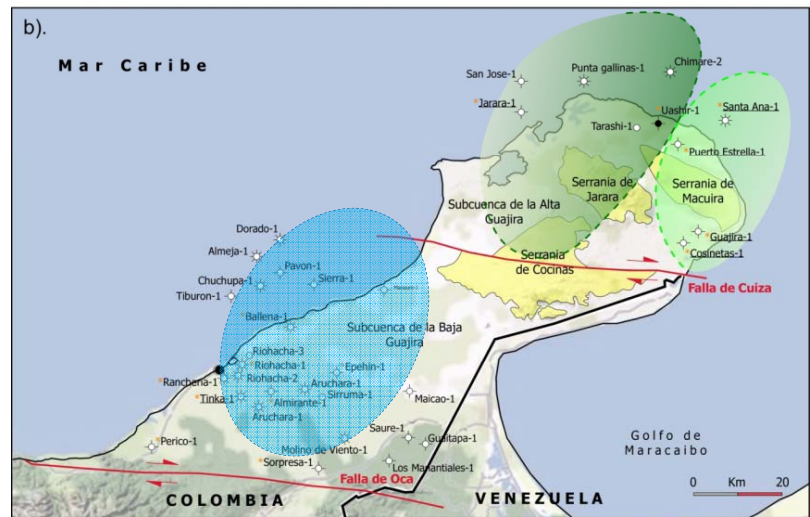 b).
Mar Caribe
San Jose-1
Punta gallinas-1
Chimare-2
Jarara-1
Uashir-1
Santa Ana-1
Tarashi-1
Puerto Estrella-1
Serrania de
Jarara
Serrania de
Macuira
Subcuenca de la Alta
Guajira
Dorado-1
Guajira-1
Almeja-1
Serrania
de Cocinas
Cosinetas-1
Pavon-1
Chuchupa-1
Sierra-1
Falla de Cuiza
Tiburon-1
Ballena-1
Subcuenca de la Baja
Guajira
Riohacha-3
Riohacha-1
Epehin-1
Rancheria-1
Riohacha-2
Aruchara-1
Maicao-1
Tinka-1
Almirante-1
Sirruma-1
Aruchara-1
Saure-1
Perico-1
Guaitapa-1
Golfo de
Maracaibo
Molino de Viento-1
Sorpresa-1
Los Manantiales-1
Falla de Oca
0 10 20
COLOMBIA
VENEZUELA